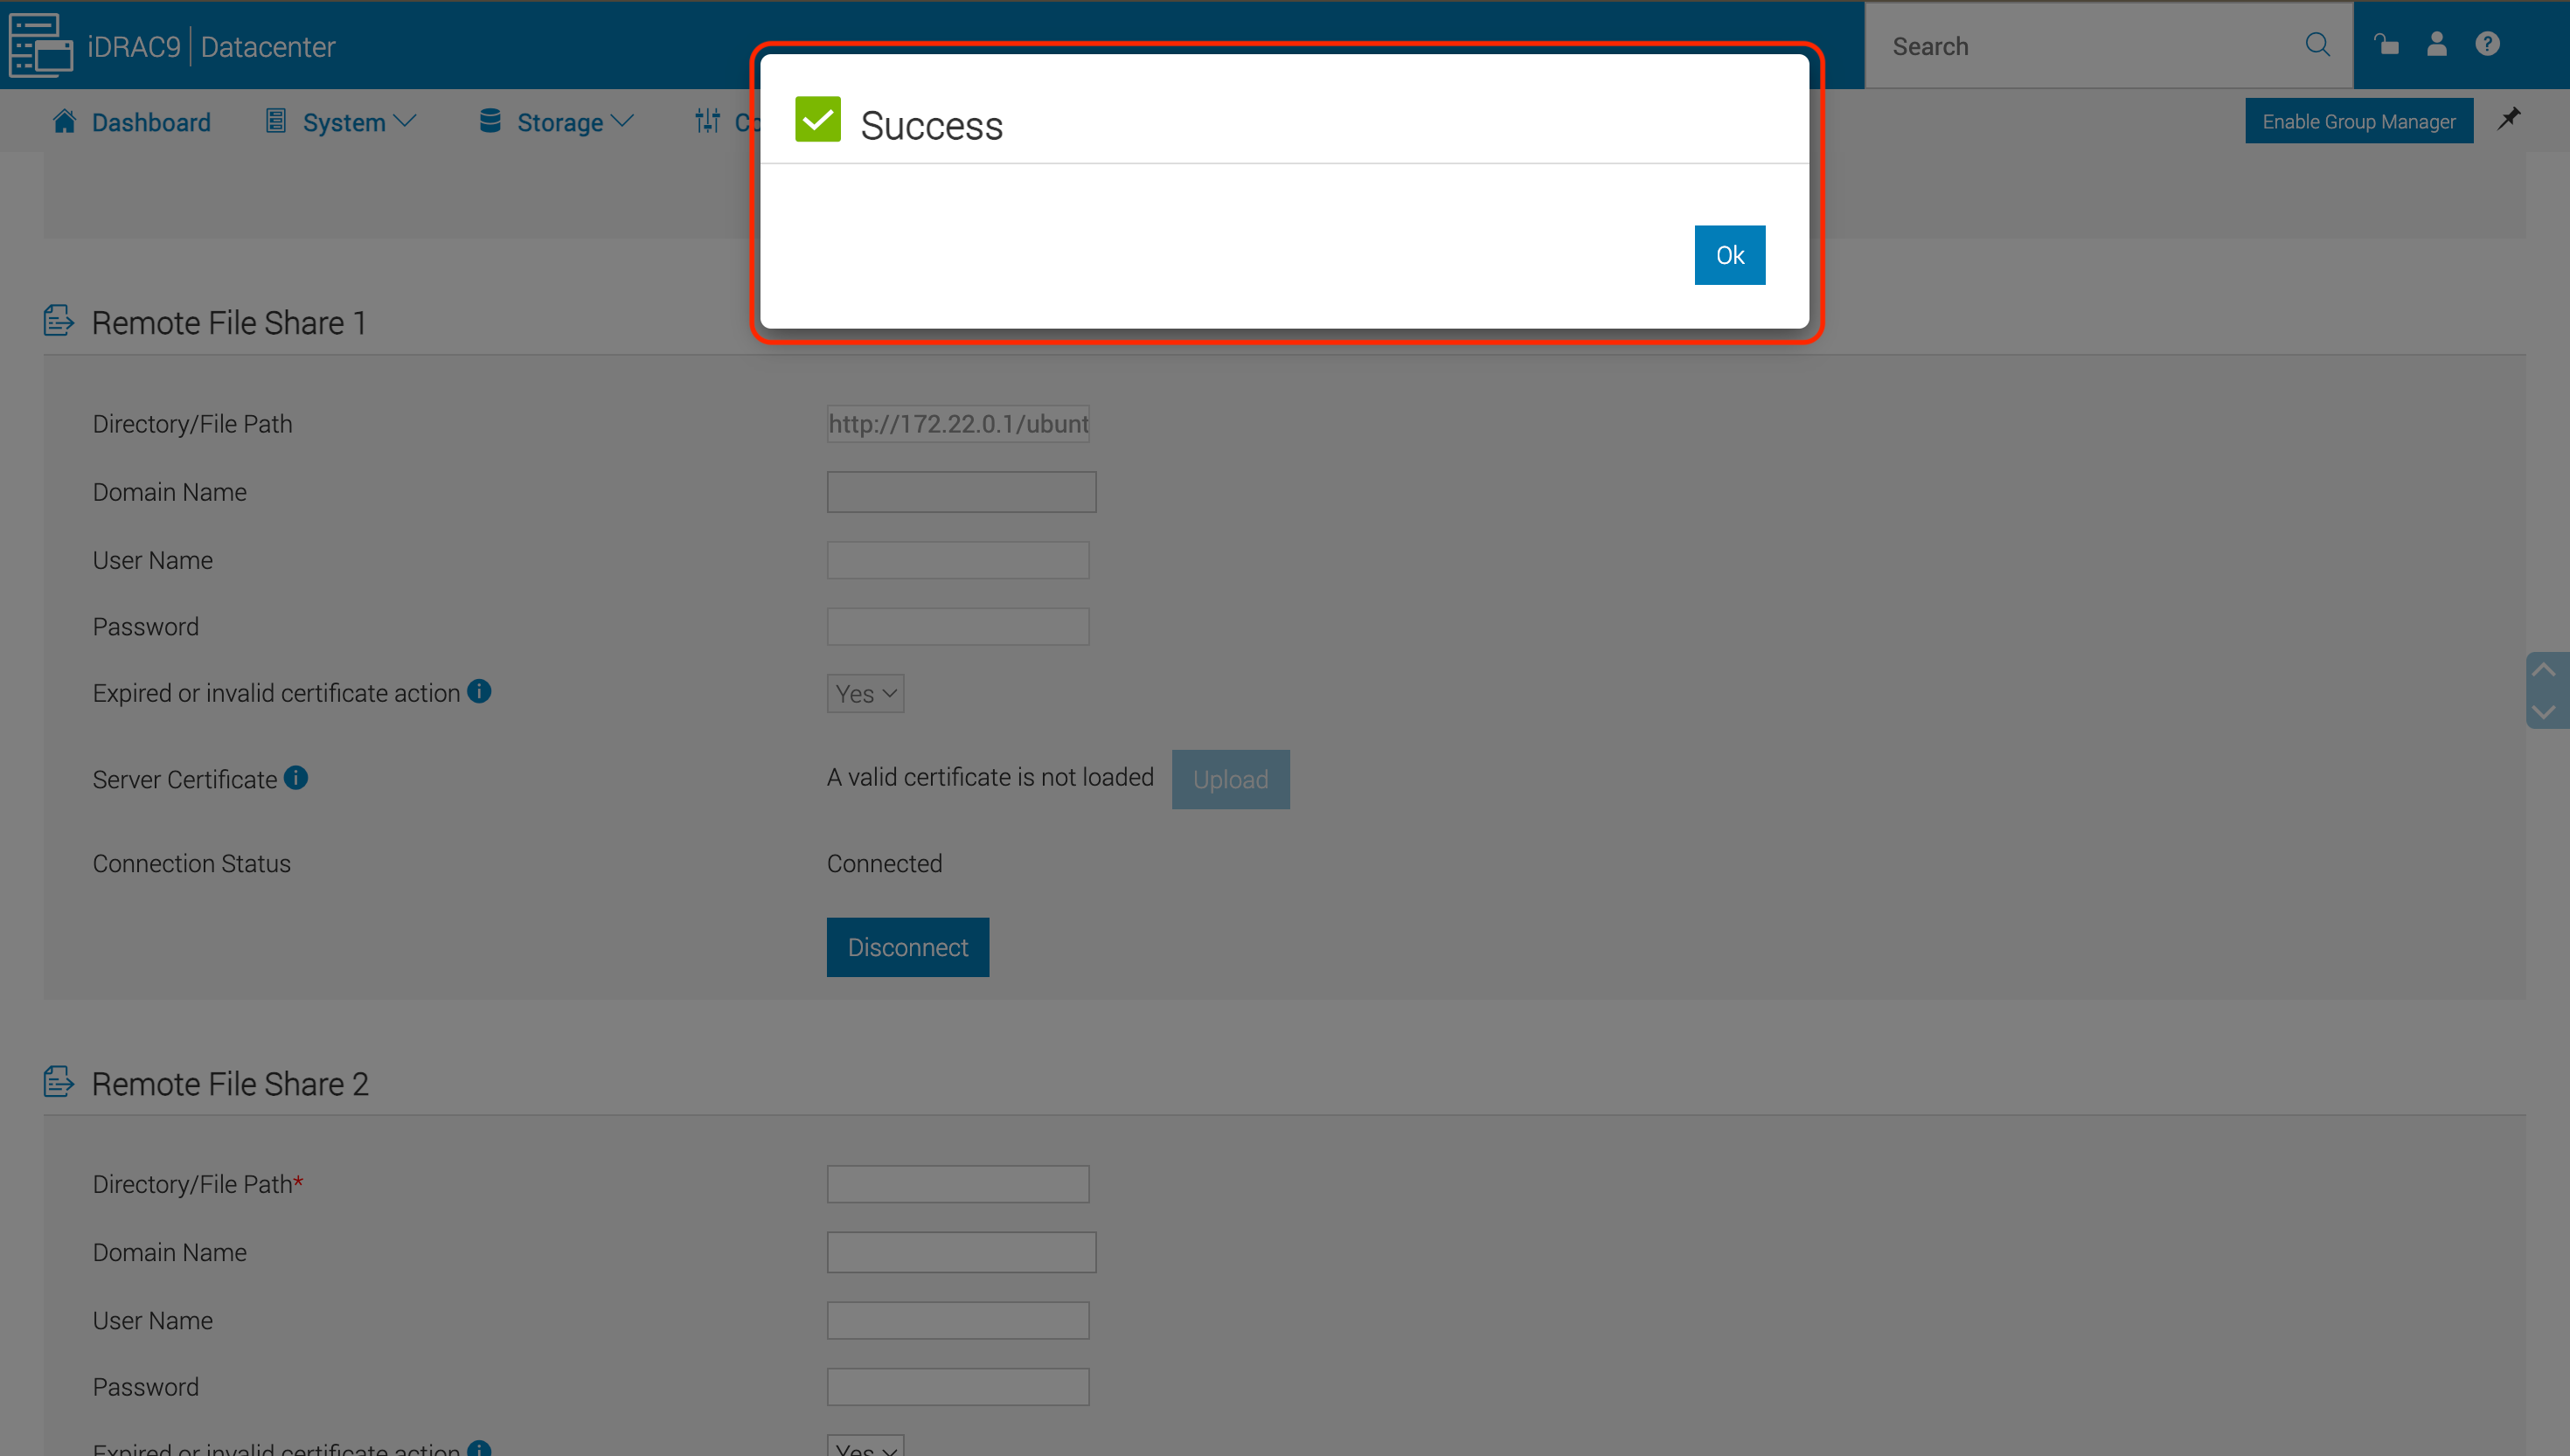 iDRAC9 | Datacenter
Search
Dashboard System Storage Co
Enable Group Manager
Success
Ok
Remote File Share 1
Directory/File Path http://172.22.0.1/ubunt
Domain Name
User Name
Password
Expired or invalid certificate action Yes
Server Certificate A valid certificate is not loaded Upload
Connection Status Connected
Disconnect
Remote File Share 2
Directory/File Path*
Domain Name
User Name
Password
Expired or invalid certificate action Yes